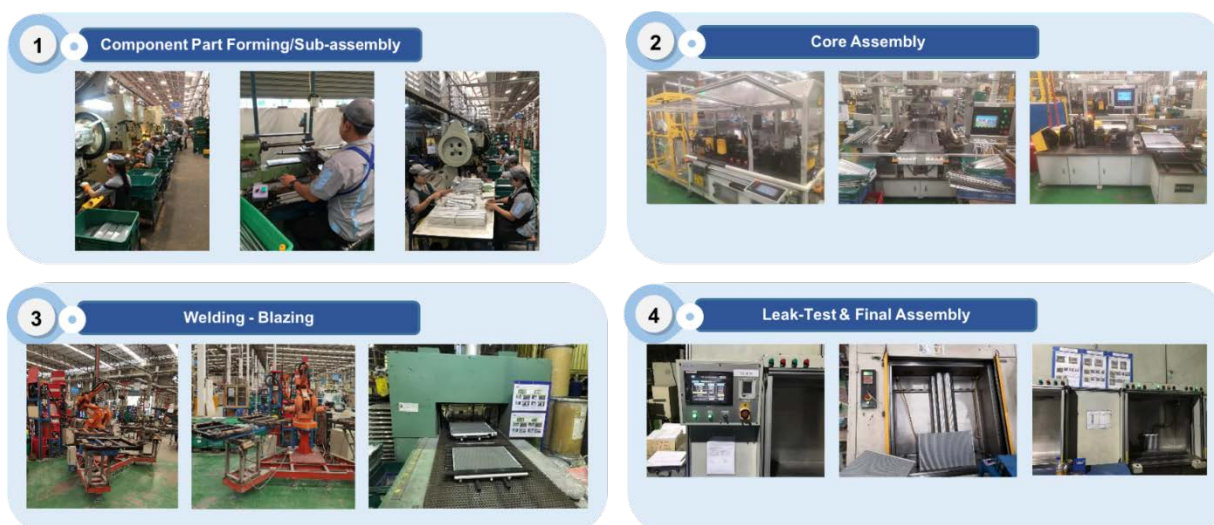 1
Component Part Forming/Sub-assembly
2
Core Assembly
3
Welding - Blazing
4
Leak-Test & Final Assembly